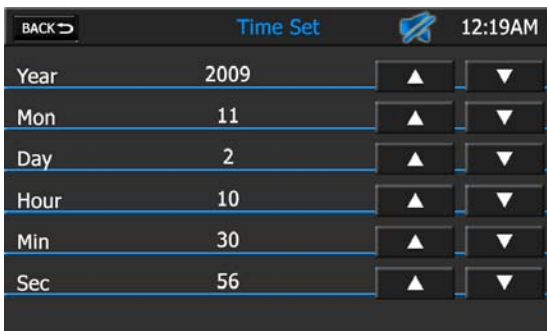 BACK Time Set 12:19AM
Year 2009
Mon 11
Day 2
Hour 10
Min 30
Sec 56